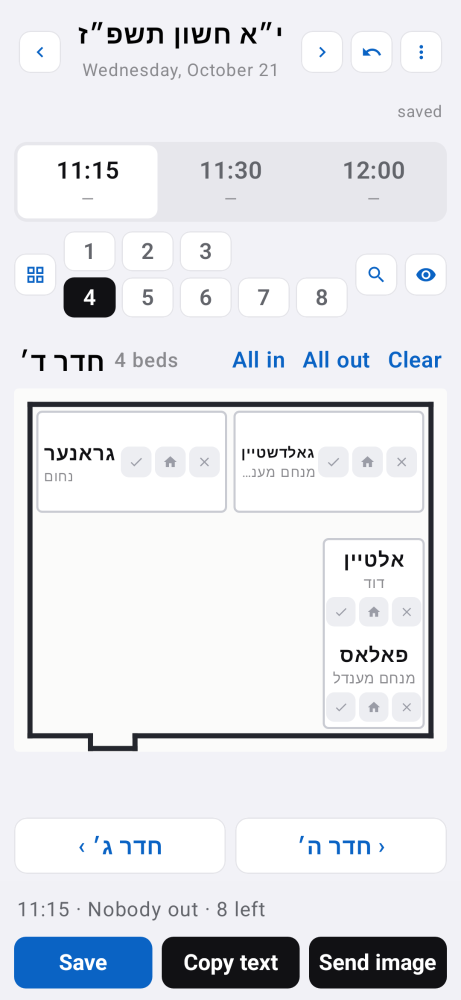 י״א חשון תשפ״ז
Wednesday, October 21
saved
11:15 11:30 12:00
– – –
1 2 3
4 5 6 7 8
חדר ד׳ 4 beds All in All out Clear
גראנער
נחום
גאלדשטיין
מנחם מענ...
אלטיין
דוד
פאלאס
מנחם מענדל
חדר ג׳ ›
‹ חדר ה׳
11:15 · Nobody out · 8 left
Save Copy text Send image